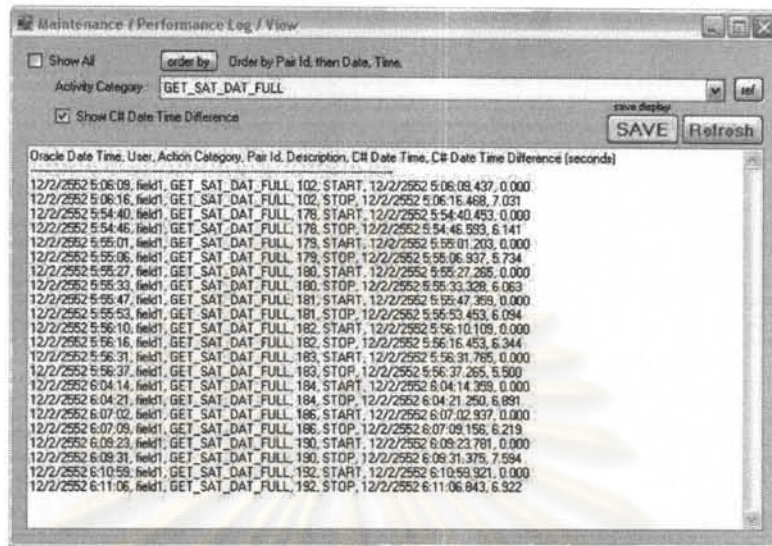 Maintenance / Performance Log / View
Show All order by Order by Pair Id, then Date, Time.
Activity Category : GET_SAT_DAT_FULL ref
Show C# Date Time Difference
save display
SAVE Refresh
Oracle Date Time, User, Action Category, Pair Id, Description, C# Date Time, C# Date Time Difference (seconds)
12/2/2552 5:06:09, field1, GET_SAT_DAT_FULL, 102, START, 12/2/2552 5:06:09.437, 0.000
12/2/2552 5:06:16, field1, GET_SAT_DAT_FULL, 102, STOP, 12/2/2552 5:06:16.468, 7.031
12/2/2552 5:54:40, field1, GET_SAT_DAT_FULL, 178, START, 12/2/2552 5:54:40.453, 0.000
12/2/2552 5:54:46, field1, GET_SAT_DAT_FULL, 178, STOP, 12/2/2552 5:54:46.593, 6.141
12/2/2552 5:55:01, field1, GET_SAT_DAT_FULL, 179, START, 12/2/2552 5:55:01.203, 0.000
12/2/2552 5:55:06, field1, GET_SAT_DAT_FULL, 179, STOP, 12/2/2552 5:55:06.937, 5.734
12/2/2552 5:55:27, field1, GET_SAT_DAT_FULL, 180, START, 12/2/2552 5:55:27.265, 0.000
12/2/2552 5:55:33, field1, GET_SAT_DAT_FULL, 180, STOP, 12/2/2552 5:55:33.328, 6.063
12/2/2552 5:55:47, field1, GET_SAT_DAT_FULL, 181, START, 12/2/2552 5:55:47.359, 0.000
12/2/2552 5:55:53, field1, GET_SAT_DAT_FULL, 181, STOP, 12/2/2552 5:55:53.453, 6.094
12/2/2552 5:56:10, field1, GET_SAT_DAT_FULL, 182, START, 12/2/2552 5:56:10.109, 0.000
12/2/2552 5:56:16, field1, GET_SAT_DAT_FULL, 182, STOP, 12/2/2552 5:56:16.453, 6.344
12/2/2552 5:56:31, field1, GET_SAT_DAT_FULL, 183, START, 12/2/2552 5:56:31.765, 0.000
12/2/2552 5:56:37, field1, GET_SAT_DAT_FULL, 183, STOP, 12/2/2552 5:56:37.265, 5.500
12/2/2552 6:04:14, field1, GET_SAT_DAT_FULL, 184, START, 12/2/2552 6:04:14.359, 0.000
12/2/2552 6:04:21, field1, GET_SAT_DAT_FULL, 184, STOP, 12/2/2552 6:04:21.250, 6.891
12/2/2552 6:07:02, field1, GET_SAT_DAT_FULL, 186, START, 12/2/2552 6:07:02.937, 0.000
12/2/2552 6:07:09, field1, GET_SAT_DAT_FULL, 186, STOP, 12/2/2552 6:07:09.156, 6.219
12/2/2552 6:09:23, field1, GET_SAT_DAT_FULL, 190, START, 12/2/2552 6:09:23.781, 0.000
12/2/2552 6:09:31, field1, GET_SAT_DAT_FULL, 190, STOP, 12/2/2552 6:09:31.375, 7.594
12/2/2552 6:10:59, field1, GET_SAT_DAT_FULL, 192, START, 12/2/2552 6:10:59.921, 0.000
12/2/2552 6:11:06, field1, GET_SAT_DAT_FULL, 192, STOP, 12/2/2552 6:11:06.843, 6.922